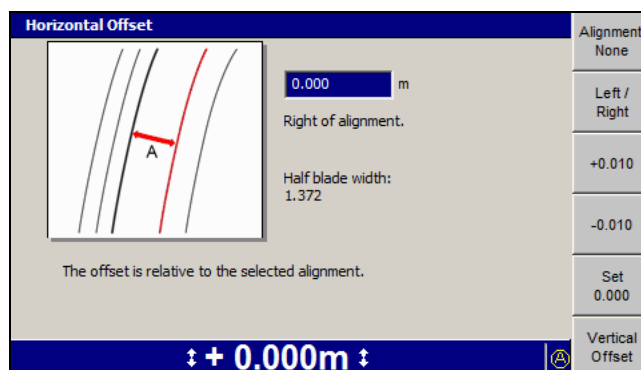 Horizontal Offset
A
0.000 m
Right of alignment.
Half blade width:
1.372
The offset is relative to the selected alignment.
+ 0.000m
A
Alignment
None
Left /
Right
+0.010
-0.010
Set
0.000
Vertical
Offset